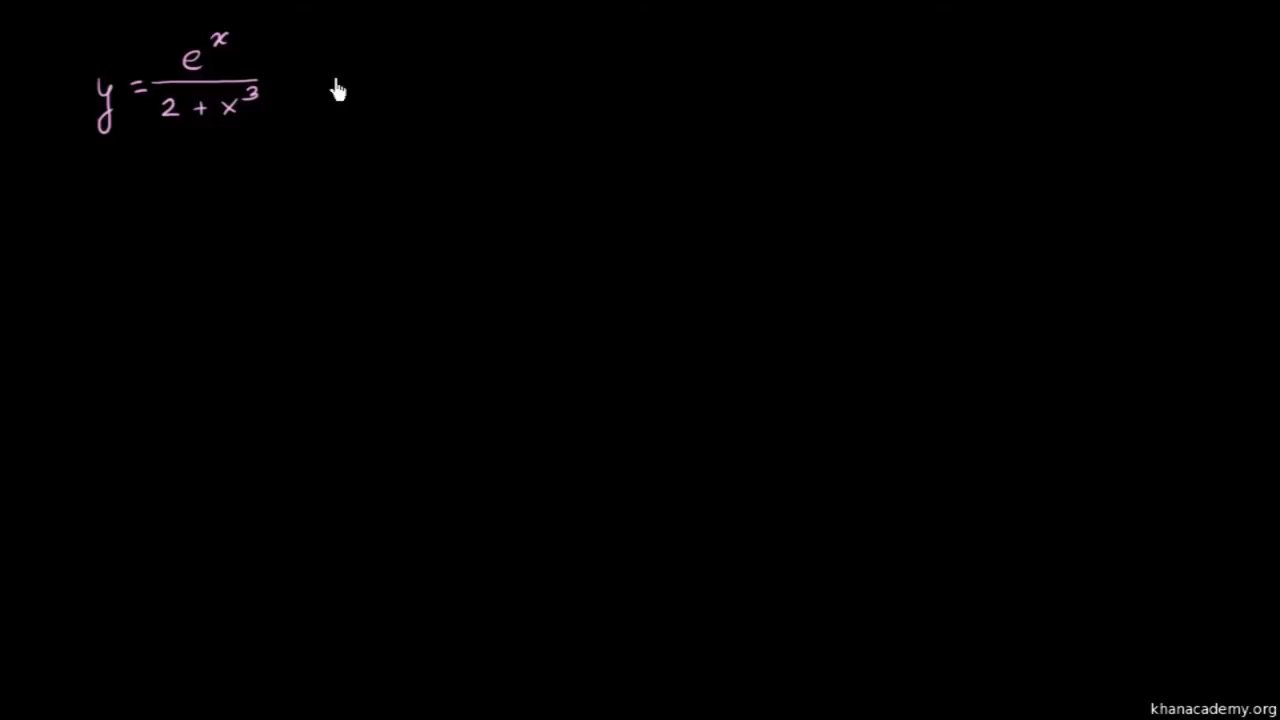 y = e^x / (2 + x^3)
khanacademy.org